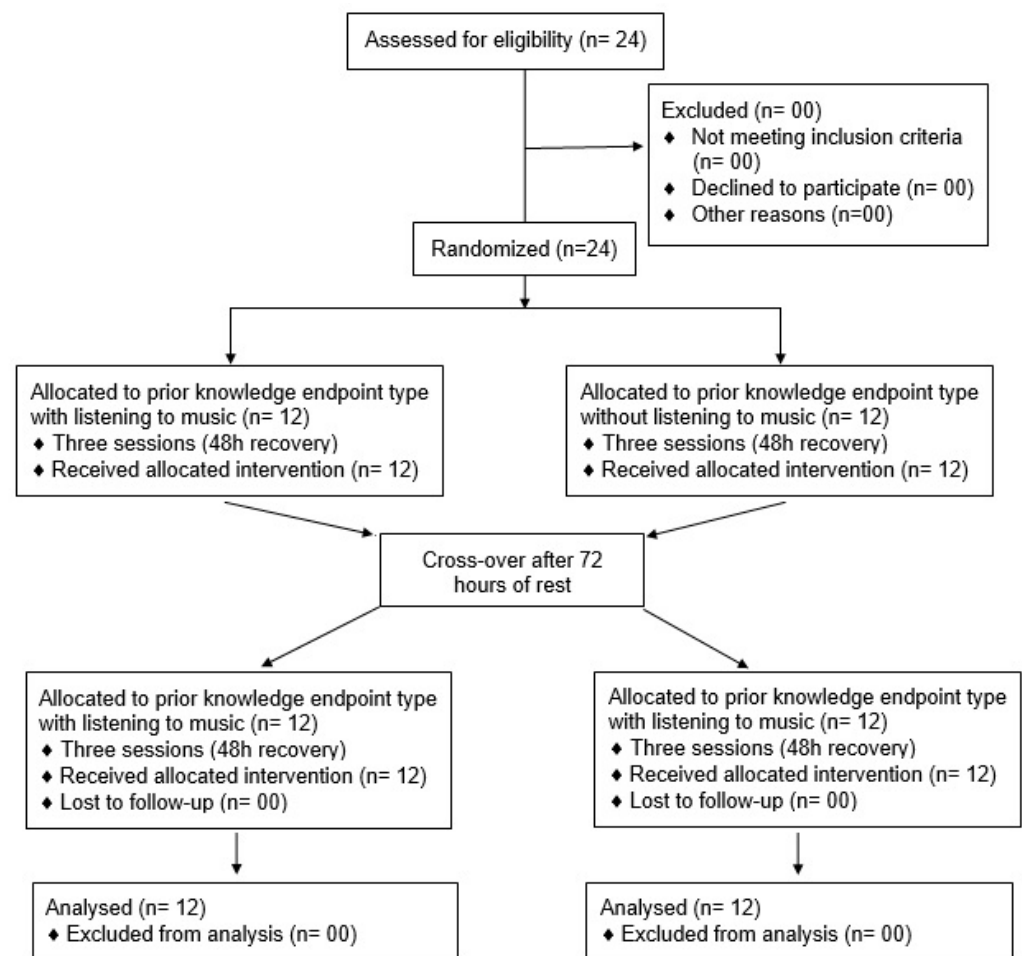 Assessed for eligibility (n= 24)
Excluded (n= 00)
♦ Not meeting inclusion criteria
(n= 00)
♦ Declined to participate (n= 00)
♦ Other reasons (n=00)
Randomized (n=24)
Allocated to prior knowledge endpoint type
with listening to music (n= 12)
♦ Three sessions (48h recovery)
♦ Received allocated intervention (n= 12)
Allocated to prior knowledge endpoint type
without listening to music (n= 12)
♦ Three sessions (48h recovery)
♦ Received allocated intervention (n= 12)
Cross-over after 72
hours of rest
Allocated to prior knowledge endpoint type
with listening to music (n= 12)
♦ Three sessions (48h recovery)
♦ Received allocated intervention (n= 12)
♦ Lost to follow-up (n= 00)
Allocated to prior knowledge endpoint type
with listening to music (n= 12)
♦ Three sessions (48h recovery)
♦ Received allocated intervention (n= 12)
♦ Lost to follow-up (n= 00)
Analysed (n= 12)
♦ Excluded from analysis (n= 00)
Analysed (n= 12)
♦ Excluded from analysis (n= 00)